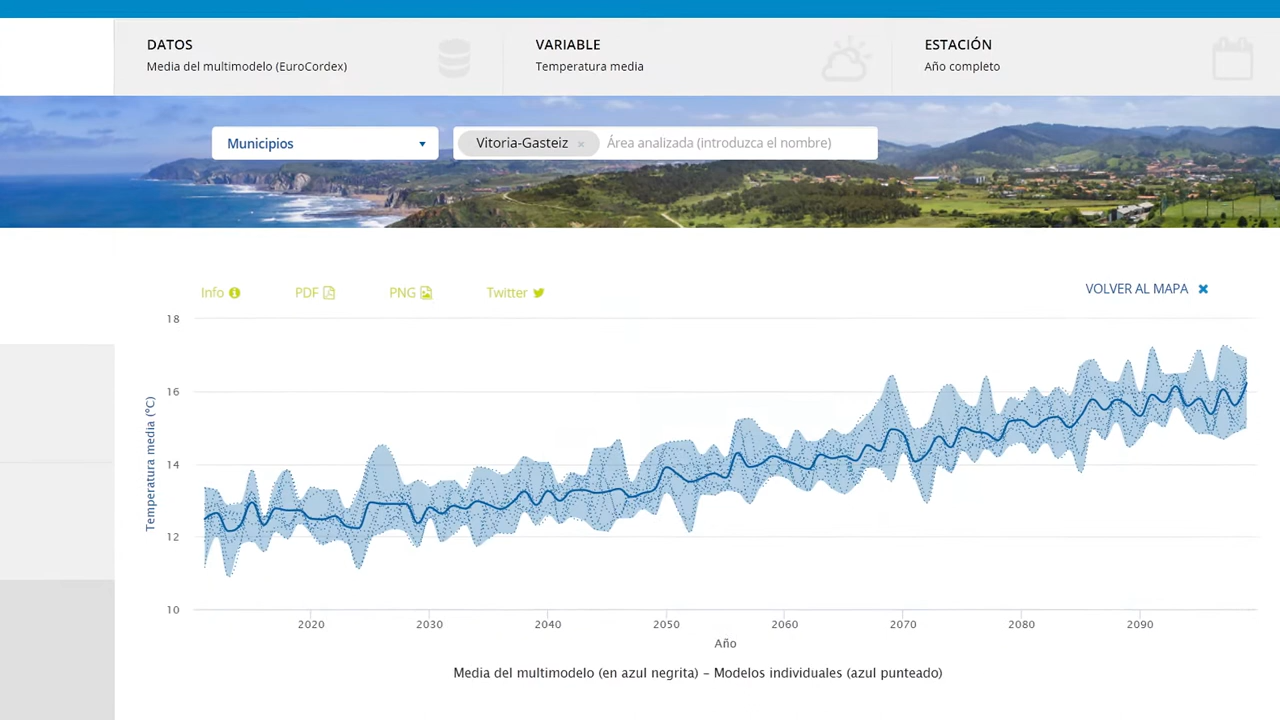 DATOS
Media del multimodelo (EuroCordex)
VARIABLE
Temperatura media
ESTACIÓN
Año completo
Municipios
Vitoria-Gasteiz ×
Área analizada (introduzca el nombre)
Info
PDF
PNG
Twitter
VOLVER AL MAPA ×
18
16
14
12
10
Temperatura media (°C)
2020
2030
2040
2050
2060
2070
2080
2090
Año
Media del multimodelo (en azul negrita) – Modelos individuales (azul punteado)